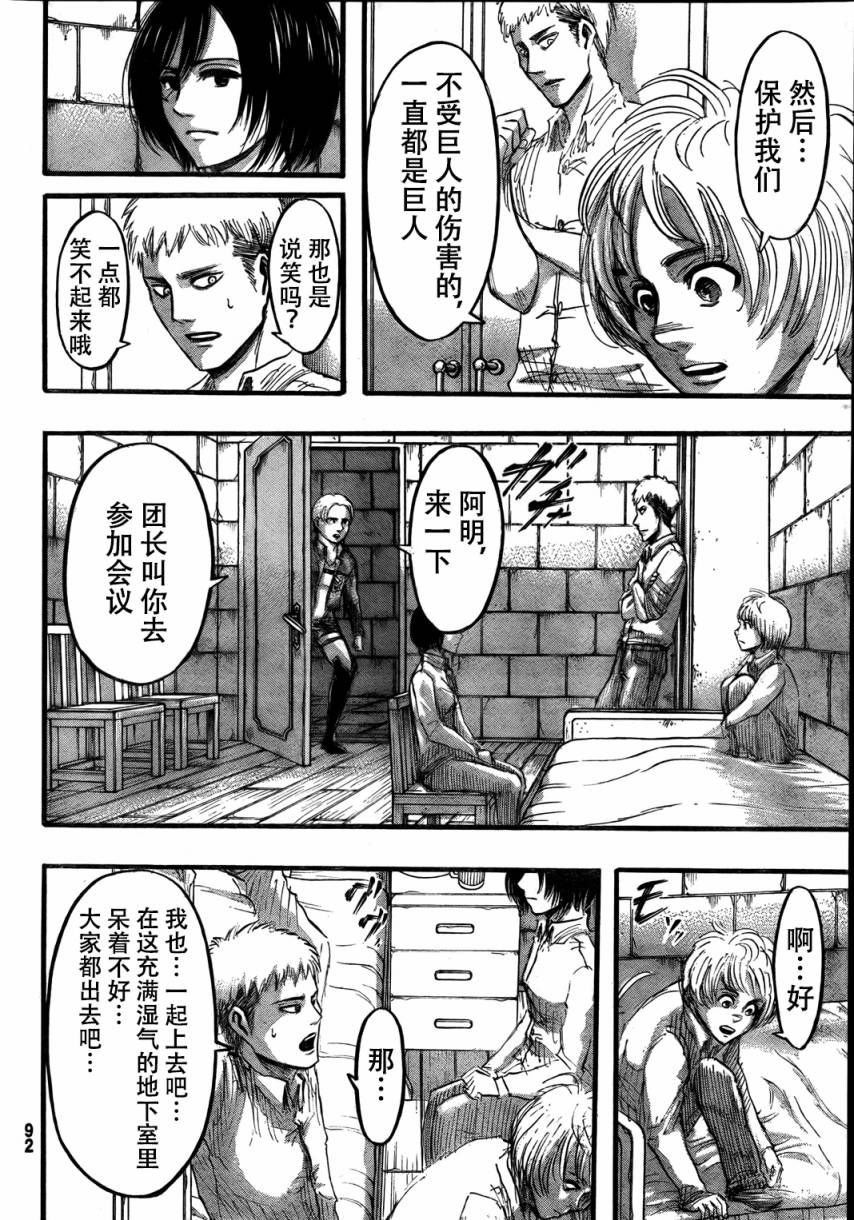 然后…
保护我们
不受巨人的伤害的,
一直都是巨人
那也是
说笑吗?
一点都
笑不起来哦
ガチャ
阿明,
来一下
团长叫你去
参加会议
啊…好
那…
我也…一起上去吧…
在这充满湿气的地下室里
呆着不好…
大家都出去吧…
92